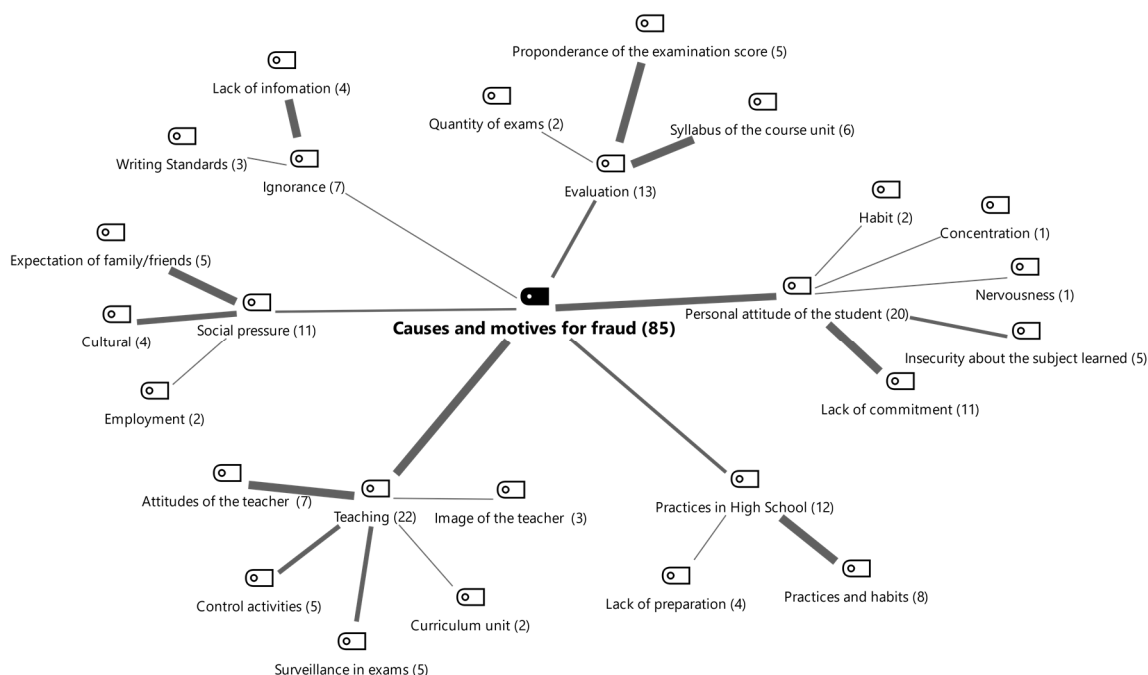 Proponderance of the examination score (5)
Lack of infomation (4)
Quantity of exams (2)
Syllabus of the course unit (6)
Writing Standards (3)
Ignorance (7)
Evaluation (13)
Habit (2)
Concentration (1)
Expectation of family/friends (5)
Nervousness (1)
Social pressure (11)
Personal attitude of the student (20)
Causes and motives for fraud (85)
Cultural (4)
Insecurity about the subject learned (5)
Employment (2)
Lack of commitment (11)
Attitudes of the teacher (7)
Teaching (22)
Image of the teacher (3)
Practices in High School (12)
Control activities (5)
Lack of preparation (4)
Practices and habits (8)
Curriculum unit (2)
Surveillance in exams (5)